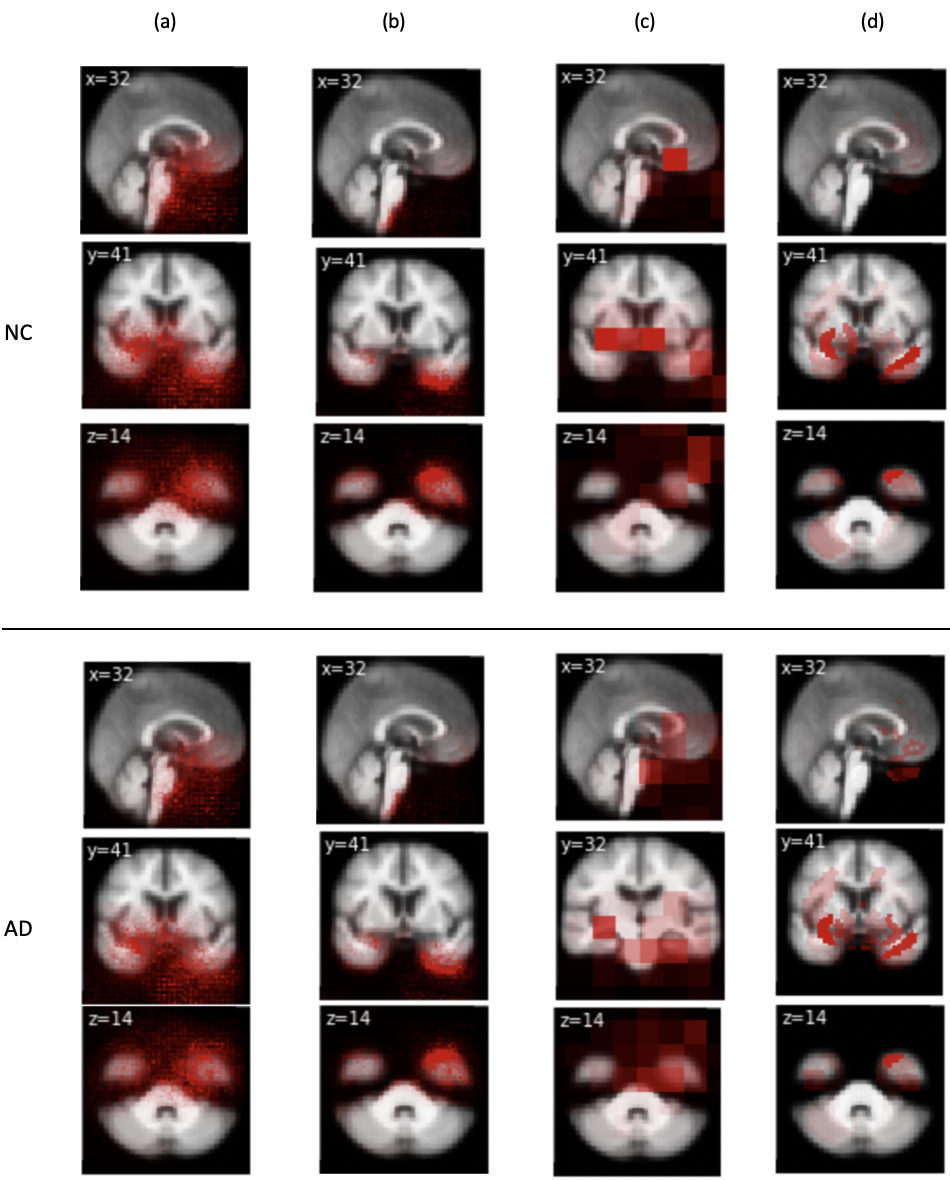 (a) (b) (c) (d)
x=32 x=32 x=32 x=32
y=41 y=41 y=41 y=41
NC
z=14 z=14 z=14 z=14
x=32 x=32 x=32 x=32
y=41 y=41 y=32 y=41
AD
z=14 z=14 z=14 z=14